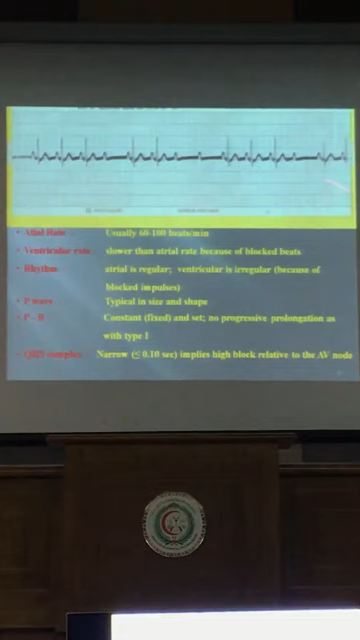 • Atial Rate Usually 60-100 beats/min
• Ventricular rate slower than atrial rate because of blocked beats
• Rhythm atrial is regular; ventricular is irregular (because of
blocked impulses)
• P wave Typical in size and shape
• P - R Constant (fixed) and set; no progressive prolongation as
with type I
• QRS complex Narrow (≤ 0.10 sec) implies high block relative to the AV node